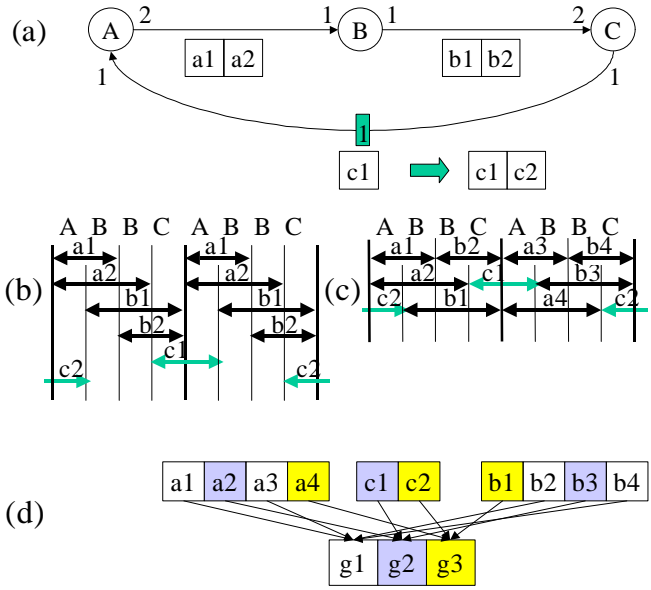 (a)
A 2 1 B 1 2 C
a1 a2 b1 b2
1 1
1
c1 c1 c2
A B B C A B B C A B B C A B B C
a1 a1 a1 b2 a3 b4
(b) a2 a2 (c) a2 c1 b3
b1 b1 c2 b1 a4 c2
b2 b2
c1
c2 c2
a1 a2 a3 a4 c1 c2 b1 b2 b3 b4
(d)
g1 g2 g3